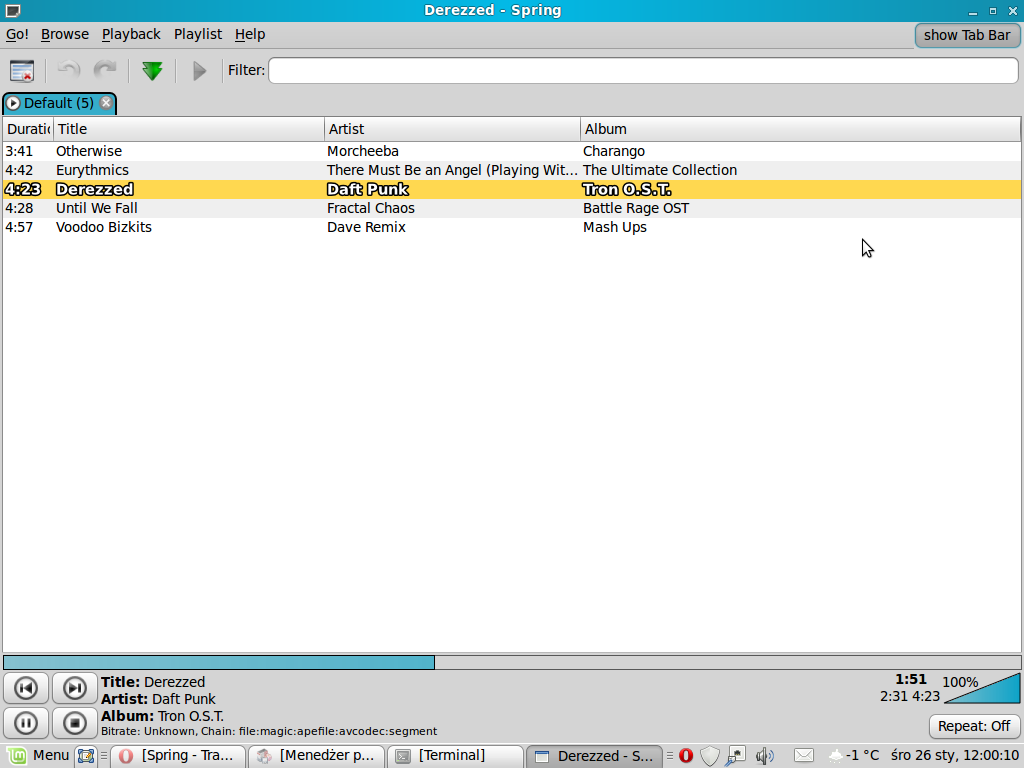 Derezzed - Spring
Go! Browse Playback Playlist Help show Tab Bar
Filter:
Default (5)
Duratic Title Artist Album
3:41 Otherwise Morcheeba Charango
4:42 Eurythmics There Must Be an Angel (Playing Wit... The Ultimate Collection
4:23 Derezzed Daft Punk Tron O.S.T.
4:28 Until We Fall Fractal Chaos Battle Rage OST
4:57 Voodoo Bizkits Dave Remix Mash Ups
Title: Derezzed 1:51 100%
Artist: Daft Punk 2:31 4:23
Album: Tron O.S.T.
Bitrate: Unknown, Chain: file:magic:apefile:avcodec:segment Repeat: Off
Menu [Spring - Tra... [Menedżer p... [Terminal] Derezzed - S... -1 °C śro 26 sty, 12:00:10